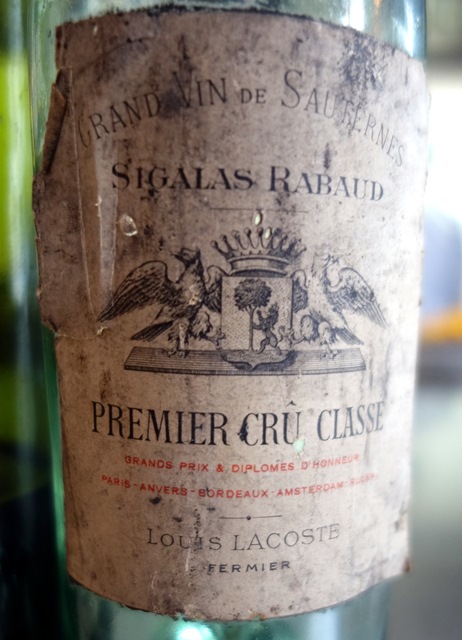 GRAND VIN DE SAUTERNES
SIGALAS RABAUD
PREMIER CRÛ CLASSÉ
GRANDS PRIX & DIPLOMES D'HONNEUR
PARIS - ANVERS - BORDEAUX - AMSTERDAM -
LOUIS LACOSTE
FERMIER